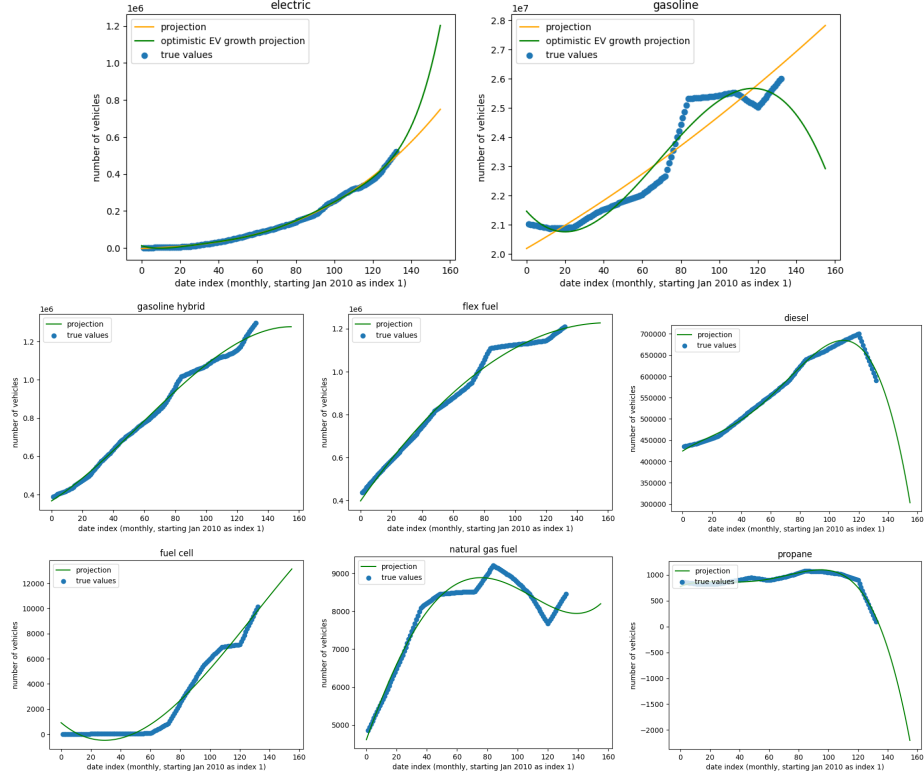 electric
1e6
projection
optimistic EV growth projection
true values
1.2
1.0
0.8
0.6
0.4
0.2
0.0
number of vehicles
0 20 40 60 80 100 120 140 160
date index (monthly, starting Jan 2010 as index 1)
gasoline
1e7
projection
optimistic EV growth projection
true values
2.8
2.7
2.6
2.5
2.4
2.3
2.2
2.1
2.0
number of vehicles
0 20 40 60 80 100 120 140 160
date index (monthly, starting Jan 2010 as index 1)
gasoline hybrid
1e6
projection
true values
1.2
1.0
0.8
0.6
0.4
number of vehicles
0 20 40 60 80 100 120 140 160
date index (monthly, starting Jan 2010 as index 1)
flex fuel
1e6
projection
true values
1.2
1.0
0.8
0.6
0.4
number of vehicles
0 20 40 60 80 100 120 140 160
date index (monthly, starting Jan 2010 as index 1)
diesel
projection
true values
700000
650000
600000
550000
500000
450000
400000
350000
300000
number of vehicles
0 20 40 60 80 100 120 140 160
date index (monthly, starting Jan 2010 as index 1)
fuel cell
projection
true values
12000
10000
8000
6000
4000
2000
0
number of vehicles
0 20 40 60 80 100 120 140 160
date index (monthly, starting Jan 2010 as index 1)
natural gas fuel
projection
true values
9000
8000
7000
6000
5000
number of vehicles
0 20 40 60 80 100 120 140 160
date index (monthly, starting Jan 2010 as index 1)
propane
projection
true values
1000
500
0
−500
−1000
−1500
−2000
number of vehicles
0 20 40 60 80 100 120 140 160
date index (monthly, starting Jan 2010 as index 1)